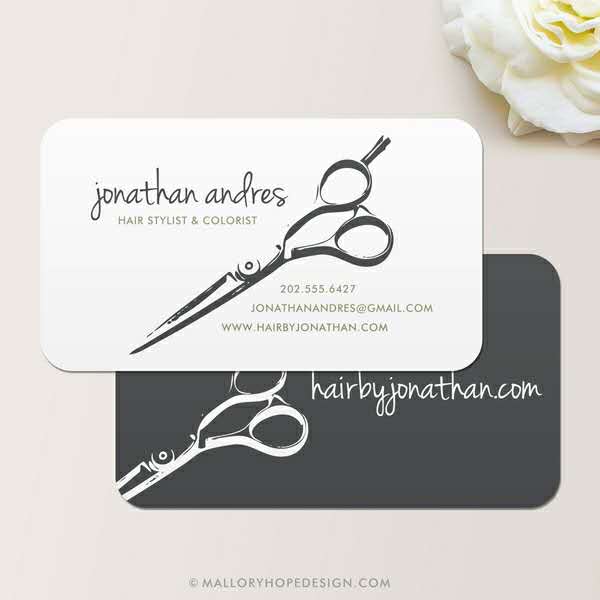 jonathan andres
HAIR STYLIST & COLORIST
202.555.6427
JONATHANANDRES@GMAIL.COM
WWW.HAIRBYJONATHAN.COM
hairbyjonathan.com
© MALLORYHOPEDESIGN.COM